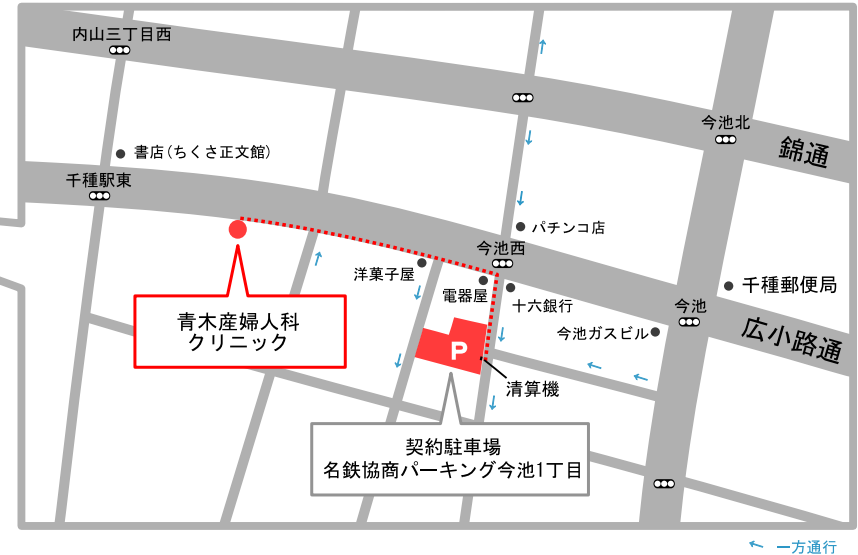 内山三丁目西
今池北
錦通
書店(ちくさ正文館)
千種駅東
パチンコ店
今池西
洋菓子屋
電器屋
千種郵便局
十六銀行
今池
青木産婦人科
クリニック
今池ガスビル
広小路通
P
清算機
契約駐車場
名鉄協商パーキング今池1丁目
一方通行